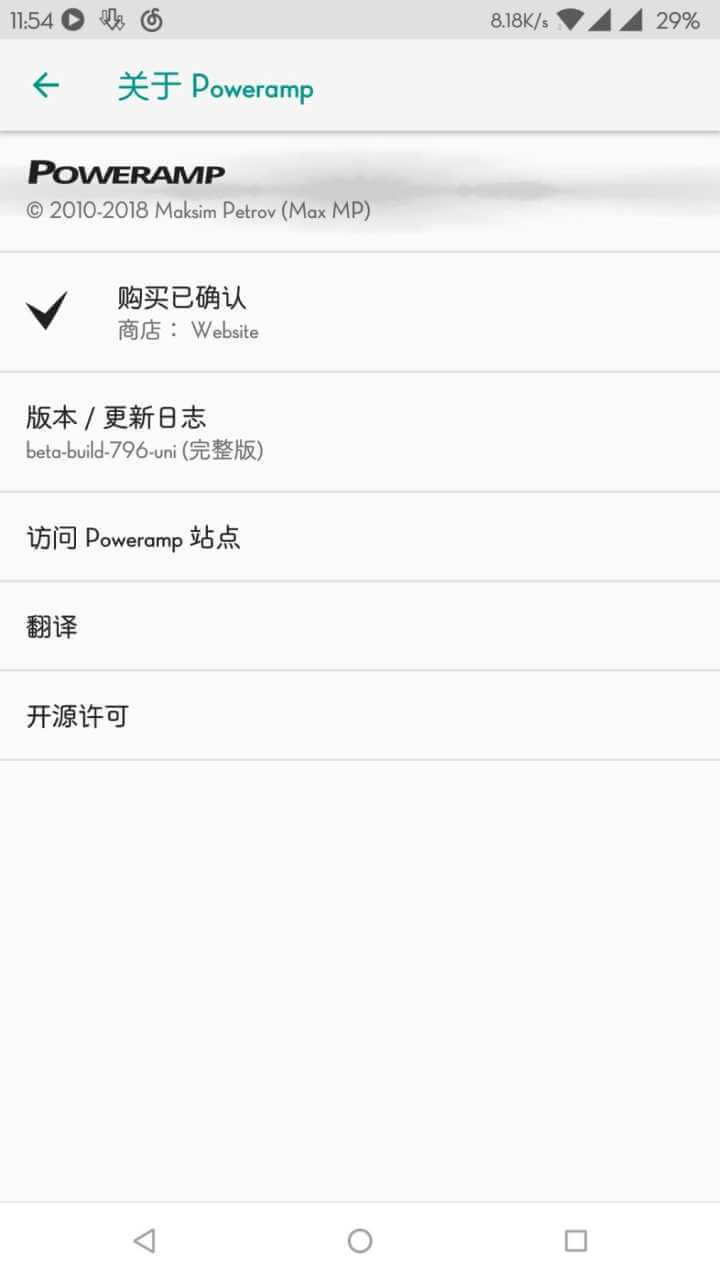 11:54 8.18K/s 29%
关于 Poweramp
POWERAMP
© 2010-2018 Maksim Petrov (Max MP)
购买已确认
商店： Website
版本 / 更新日志
beta-build-796-uni (完整版)
访问 Poweramp 站点
翻译
开源许可